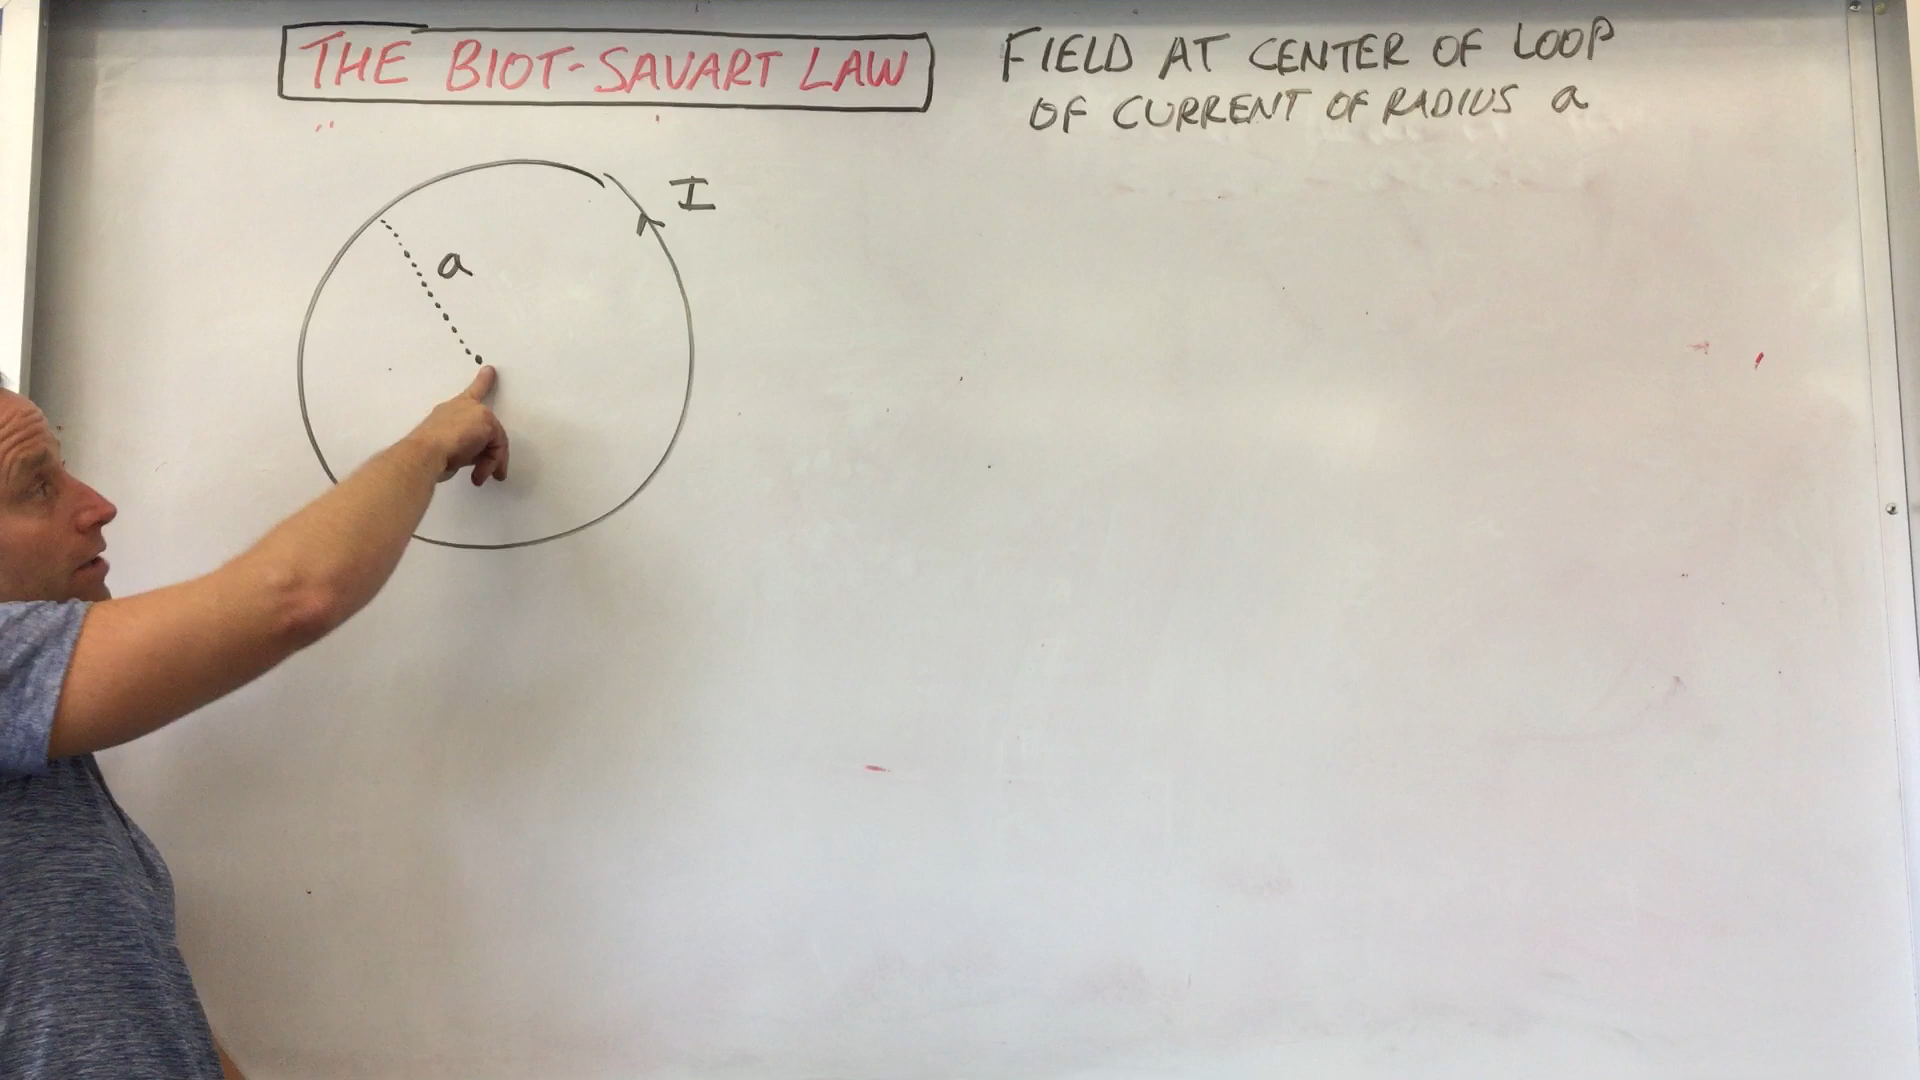 THE BIOT-SAVART LAW
FIELD AT CENTER OF LOOP
OF CURRENT OF RADIUS a
I
a